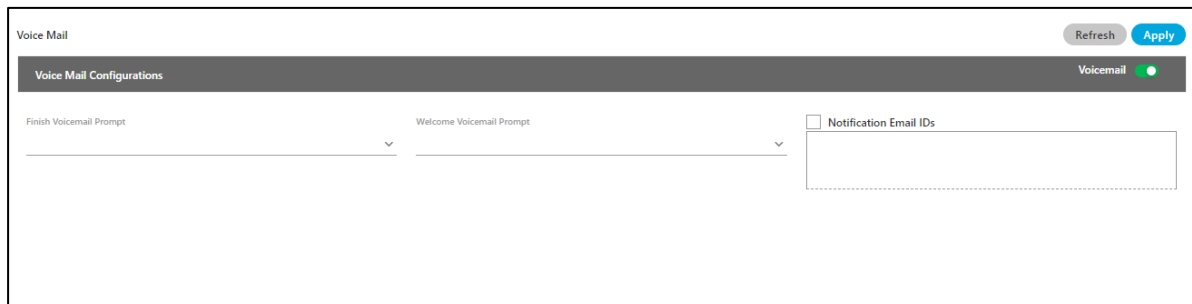 Voice Mail
Refresh
Apply
Voice Mail Configurations
Voicemail
Finish Voicemail Prompt
Welcome Voicemail Prompt
Notification Email IDs